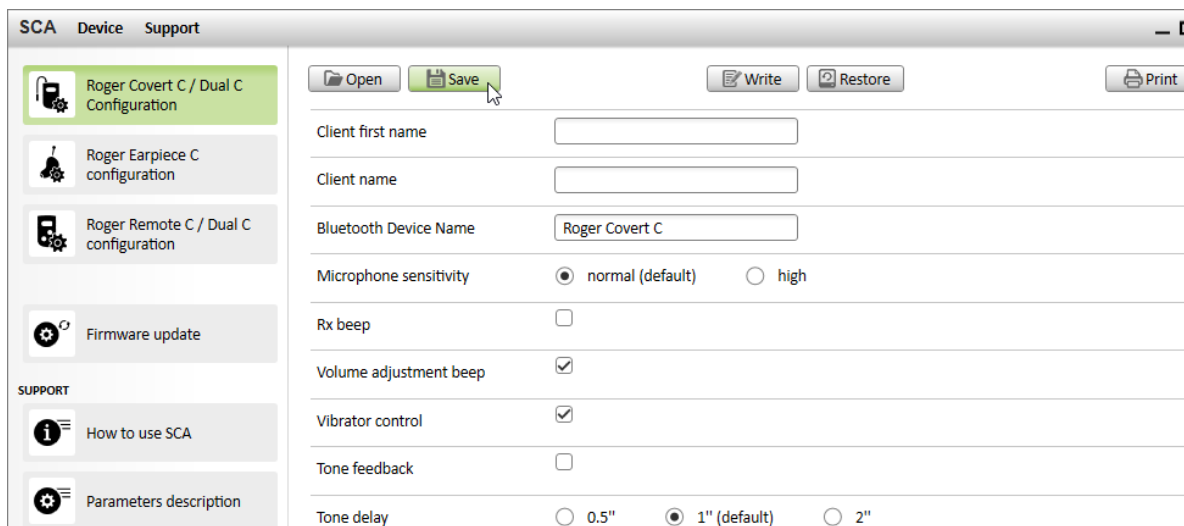 SCA Device Support
Roger Covert C / Dual C
Configuration
Roger Earpiece C
configuration
Roger Remote C / Dual C
configuration
Firmware update
SUPPORT
How to use SCA
Parameters description
Open Save Write Restore Print
Client first name
Client name
Bluetooth Device Name Roger Covert C
Microphone sensitivity normal (default) high
Rx beep
Volume adjustment beep
Vibrator control
Tone feedback
Tone delay 0.5" 1" (default) 2"